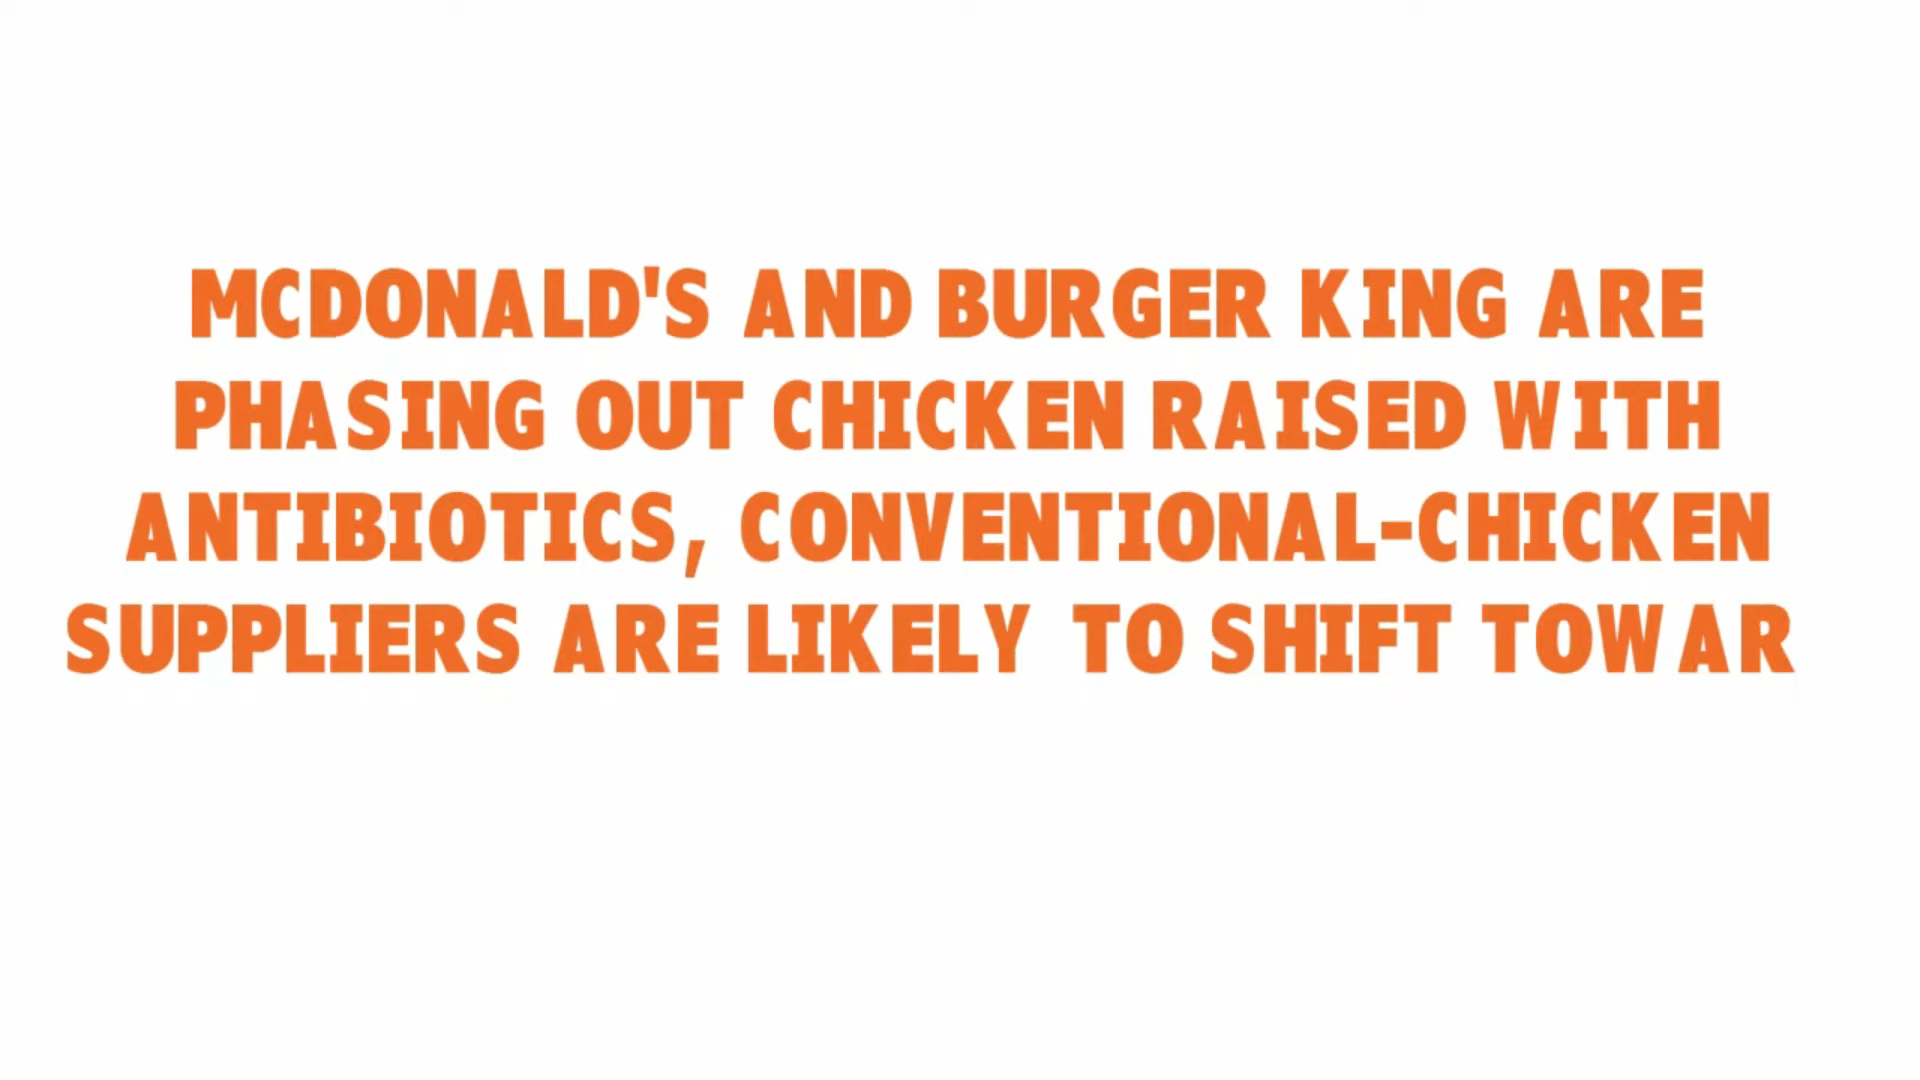 MCDONALD'S AND BURGER KING ARE
PHASING OUT CHICKEN RAISED WITH
ANTIBIOTICS, CONVENTIONAL-CHICKEN
SUPPLIERS ARE LIKELY TO SHIFT TOWAR